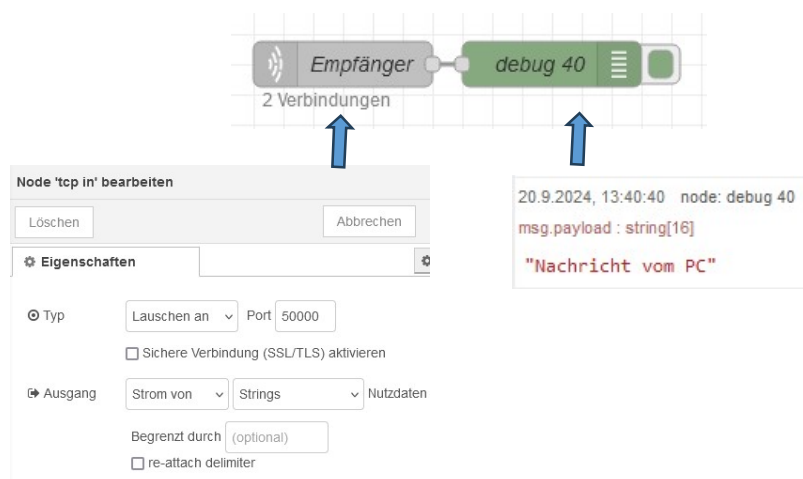 Empfänger
debug 40
2 Verbindungen
Node 'tcp in' bearbeiten
Löschen
Abbrechen
Eigenschaften
Typ
Lauschen an
Port
50000
Sichere Verbindung (SSL/TLS) aktivieren
Ausgang
Strom von
Strings
Nutzdaten
Begrenzt durch
(optional)
re-attach delimiter
20.9.2024, 13:40:40 node: debug 40
msg.payload : string[16]
"Nachricht vom PC"